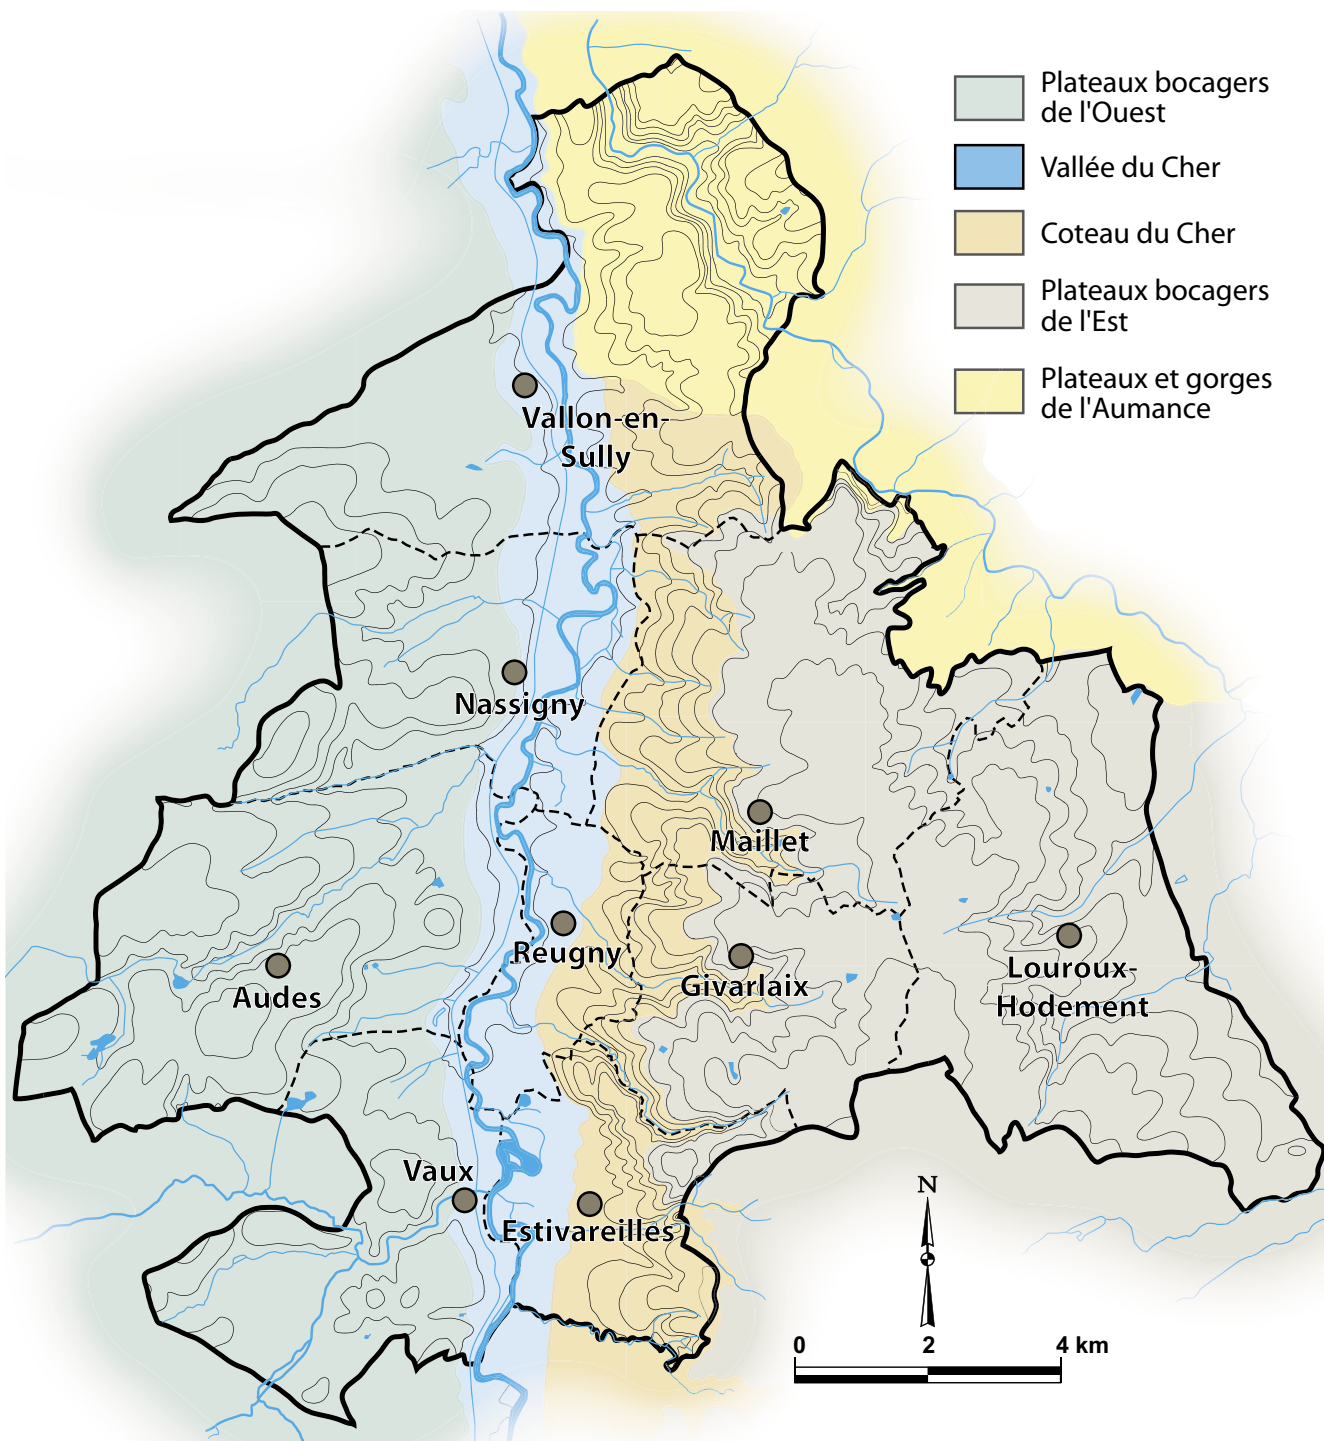 Plateaux bocagers
de l'Ouest
Vallée du Cher
Coteau du Cher
Plateaux bocagers
de l'Est
Plateaux et gorges
de l'Aumance
Vallon-en-
Sully
Nassigny
Maillet
Reugny
Givarlaix
Audes
Louroux-
Hodement
Vaux
Estivareilles
N
0 2 4 km